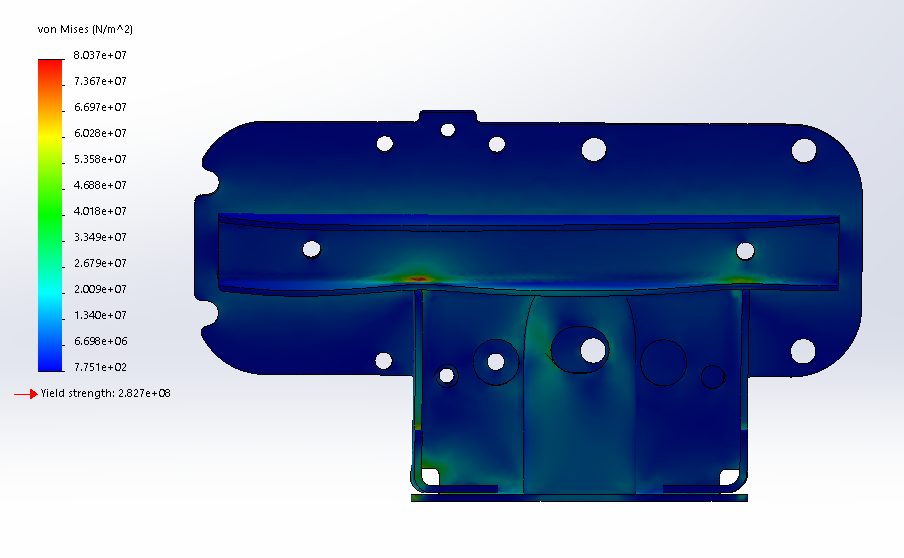 von Mises (N/m^2)
8.037e+07
7.367e+07
6.697e+07
6.028e+07
5.358e+07
4.688e+07
4.018e+07
3.349e+07
2.679e+07
2.009e+07
1.340e+07
6.698e+06
7.751e+02
Yield strength: 2.827e+08